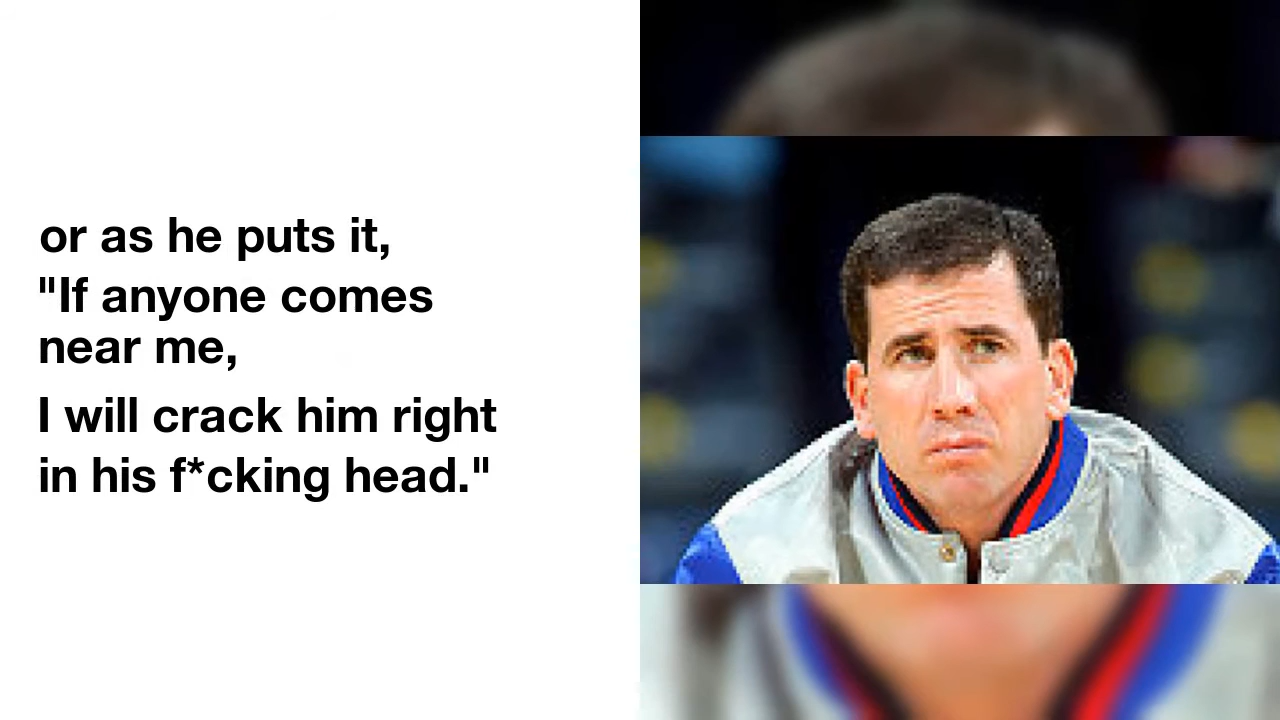 or as he puts it,
"If anyone comes
near me,
I will crack him right
in his f*cking head."